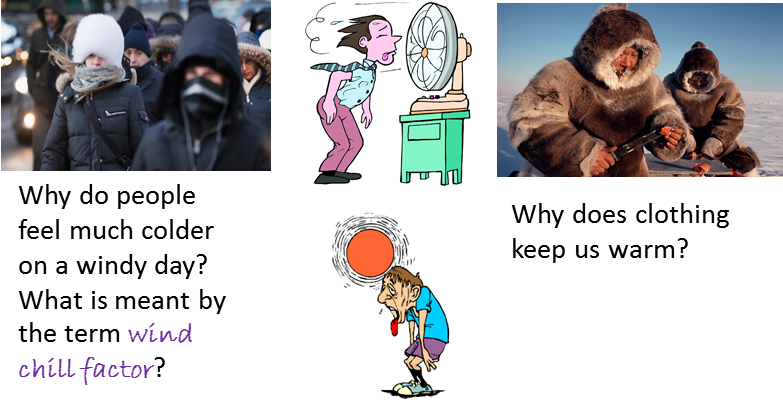 Why do people
feel much colder
on a windy day?
What is meant by
the term wind
chill factor?
Why does clothing
keep us warm?